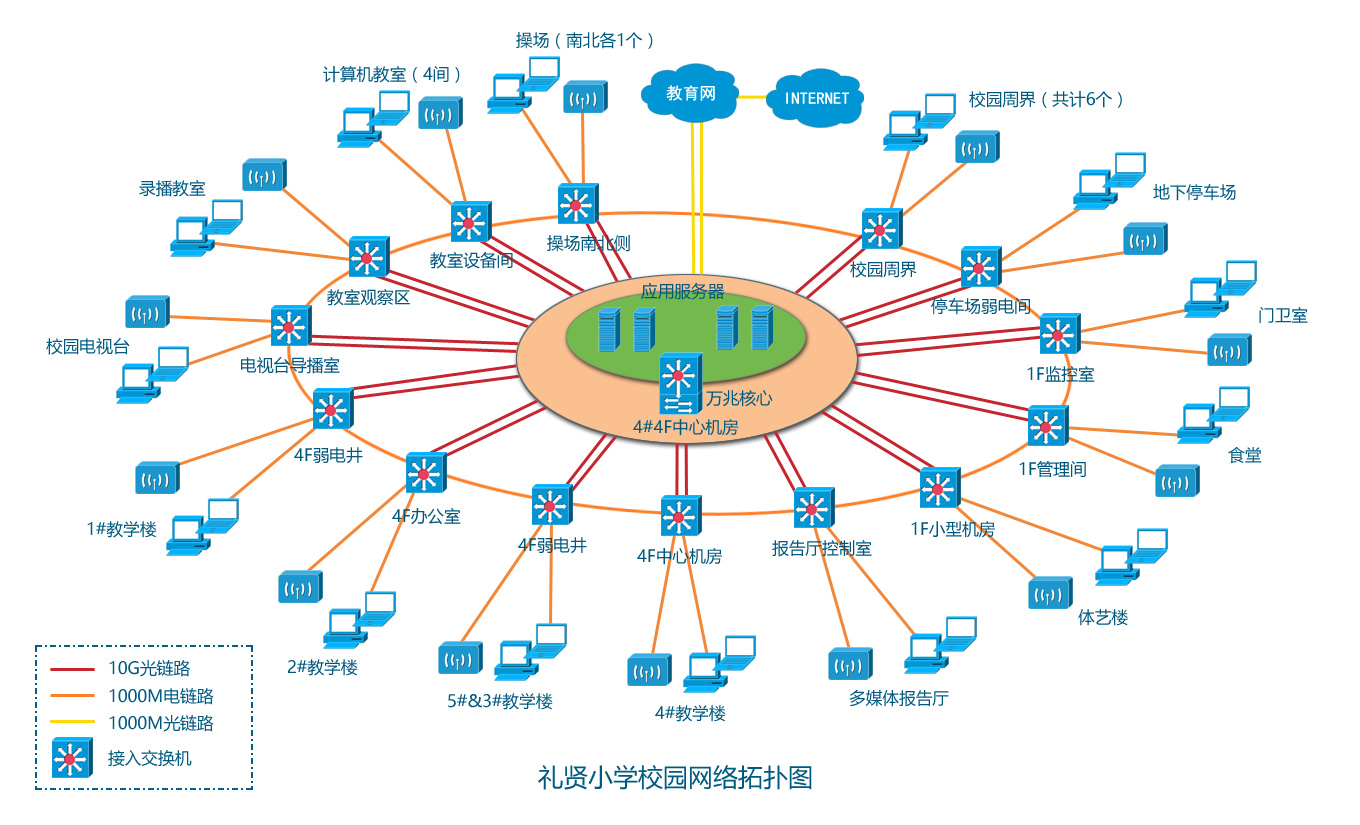 操场（南北各1个）
计算机教室（4间）
教育网
INTERNET
校园周界（共计6个）
录播教室
地下停车场
操场南北侧
教室设备间
校园周界
教室观察区
应用服务器
停车场弱电间
门卫室
校园电视台
电视台导播室
1F监控室
万兆核心
4#4F中心机房
4F弱电井
1F管理间
食堂
1#教学楼
4F办公室
4F弱电井
4F中心机房
报告厅控制室
1F小型机房
体艺楼
2#教学楼
5#&3#教学楼
4#教学楼
多媒体报告厅
10G光链路
1000M电链路
1000M光链路
接入交换机
礼贤小学校园网络拓扑图